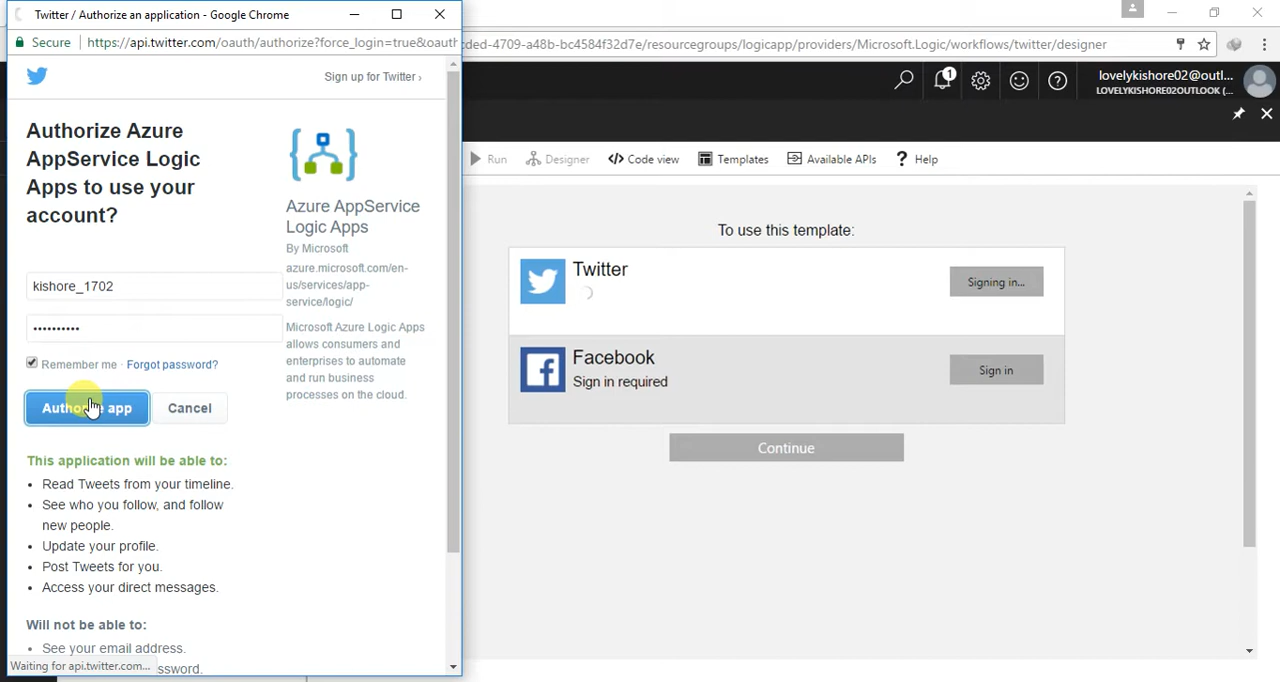 Twitter / Authorize an application - Google Chrome
Secure
https://api.twitter.com/oauth/authorize?force_login=true&oauth
cded-4709-a48b-bc4584f32d7e/resourcegroups/logicapp/providers/Microsoft.Logic/workflows/twitter/designer
Sign up for Twitter ›
1
lovelykishore02@outl...
LOVELYKISHORE02OUTLOOK (...
Authorize Azure
AppService Logic
Apps to use your
account?
Azure AppService
Logic Apps
By Microsoft
azure.microsoft.com/en-
us/services/app-
service/logic/
Microsoft Azure Logic Apps
allows consumers and
enterprises to automate
and run business
processes on the cloud.
kishore_1702
••••••••••
Remember me · Forgot password?
Authorize app
Cancel
This application will be able to:
• Read Tweets from your timeline.
• See who you follow, and follow
new people.
• Update your profile.
• Post Tweets for you.
• Access your direct messages.
Will not be able to:
• See your email address.
ssword.
Waiting for api.twitter.com...
Run
Designer
Code view
Templates
Available APIs
Help
To use this template:
Twitter
Signing in...
Facebook
Sign in required
Sign in
Continue